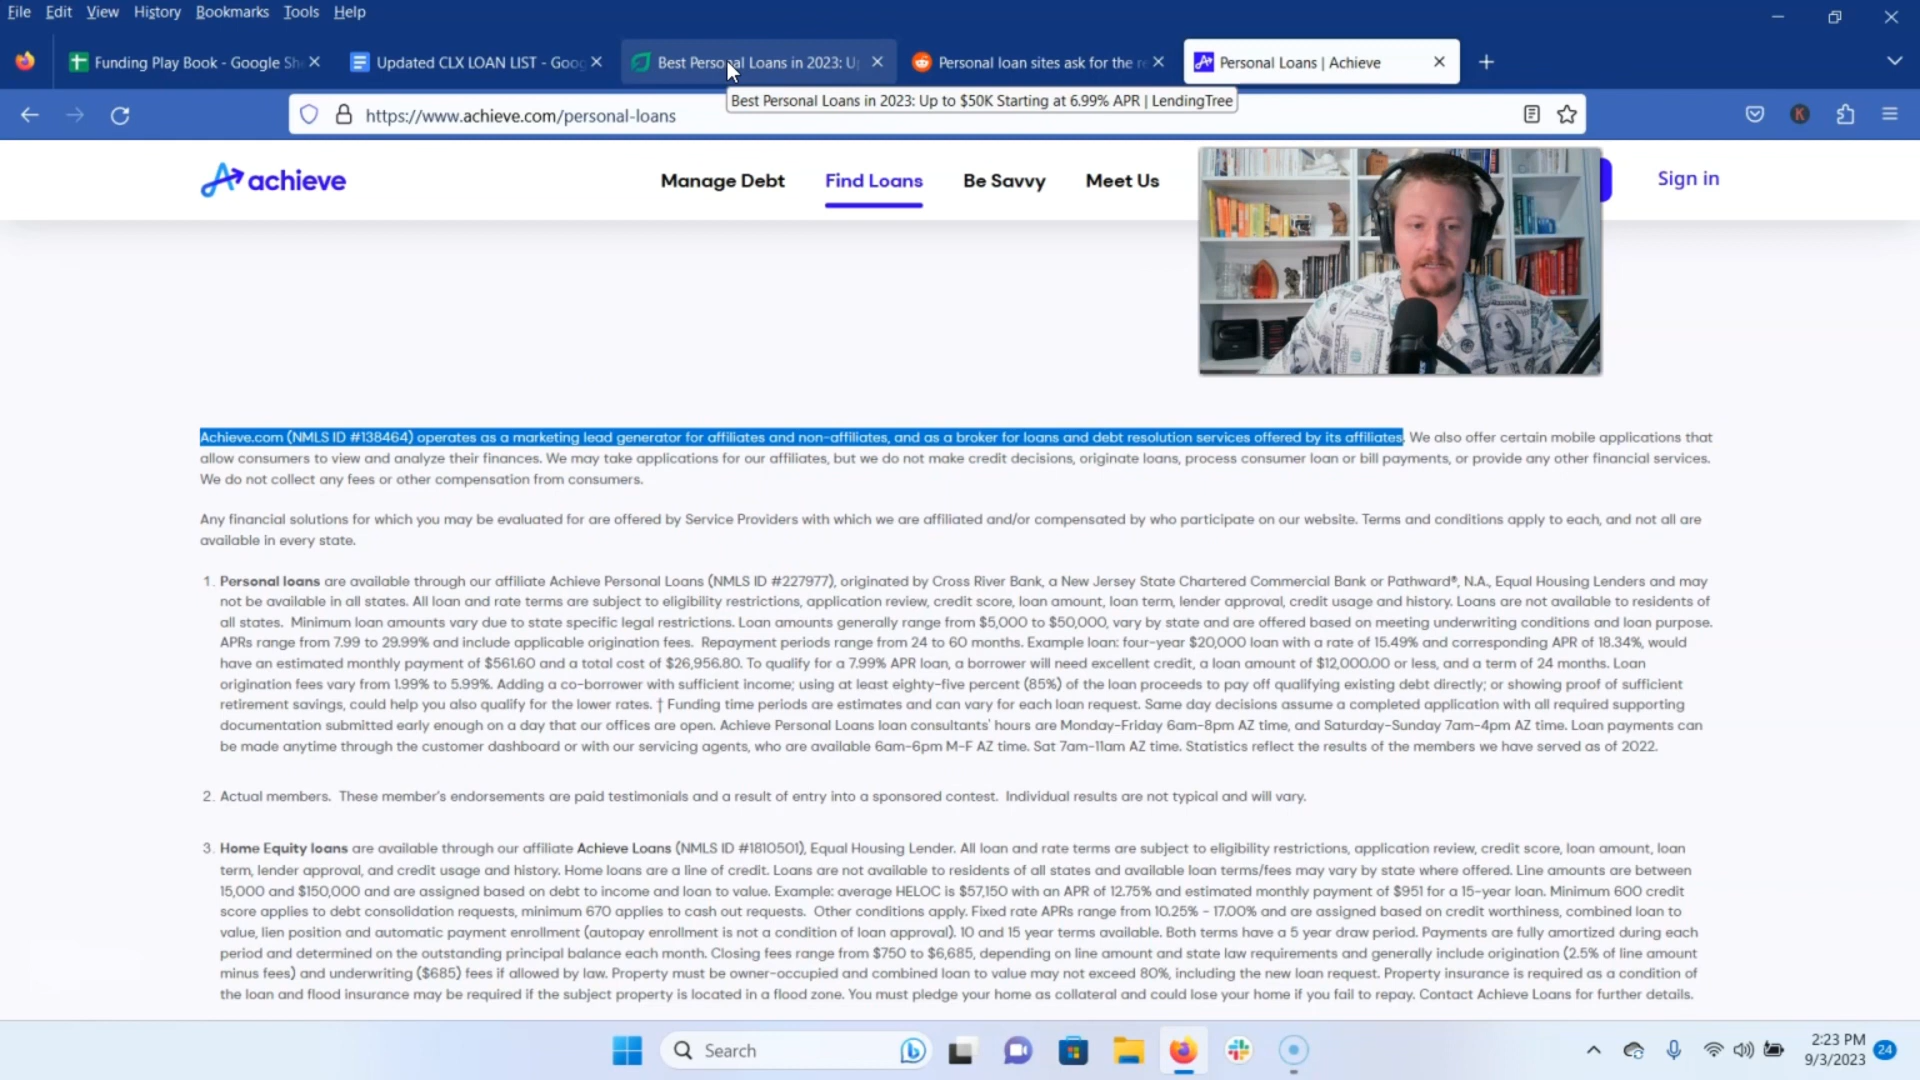 File Edit View History Bookmarks Tools Help
Funding Play Book - Google Sh
Updated CLX LOAN LIST - Goog
Best Personal Loans in 2023: U
Personal loan sites ask for the re
Personal Loans | Achieve
Best Personal Loans in 2023: Up to $50K Starting at 6.99% APR | LendingTree
https://www.achieve.com/personal-loans
K
achieve
Manage Debt Find Loans Be Savvy Meet Us Sign in
Achieve.com (NMLS ID #138464) operates as a marketing lead generator for affiliates and non-affiliates, and as a broker for loans and debt resolution services offered by its affiliates. We also offer certain mobile applications that
allow consumers to view and analyze their finances. We may take applications for our affiliates, but we do not make credit decisions, originate loans, process consumer loan or bill payments, or provide any other financial services.
We do not collect any fees or other compensation from consumers.
Any financial solutions for which you may be evaluated for are offered by Service Providers with which we are affiliated and/or compensated by who participate on our website. Terms and conditions apply to each, and not all are
available in every state.
1. Personal loans are available through our affiliate Achieve Personal Loans (NMLS ID #227977), originated by Cross River Bank, a New Jersey State Chartered Commercial Bank or Pathward®, N.A., Equal Housing Lenders and may
not be available in all states. All loan and rate terms are subject to eligibility restrictions, application review, credit score, loan amount, loan term, lender approval, credit usage and history. Loans are not available to residents of
all states. Minimum loan amounts vary due to state specific legal restrictions. Loan amounts generally range from $5,000 to $50,000, vary by state and are offered based on meeting underwriting conditions and loan purpose.
APRs range from 7.99 to 29.99% and include applicable origination fees. Repayment periods range from 24 to 60 months. Example loan: four-year $20,000 loan with a rate of 15.49% and corresponding APR of 18.34%, would
have an estimated monthly payment of $561.60 and a total cost of $26,956.80. To qualify for a 7.99% APR loan, a borrower will need excellent credit, a loan amount of $12,000.00 or less, and a term of 24 months. Loan
origination fees vary from 1.99% to 5.99%. Adding a co-borrower with sufficient income; using at least eighty-five percent (85%) of the loan proceeds to pay off qualifying existing debt directly; or showing proof of sufficient
retirement savings, could help you also qualify for the lower rates. † Funding time periods are estimates and can vary for each loan request. Same day decisions assume a completed application with all required supporting
documentation submitted early enough on a day that our offices are open. Achieve Personal Loans loan consultants' hours are Monday-Friday 6am-8pm AZ time, and Saturday-Sunday 7am-4pm AZ time. Loan payments can
be made anytime through the customer dashboard or with our servicing agents, who are available 6am-6pm M-F AZ time. Sat 7am-11am AZ time. Statistics reflect the results of the members we have served as of 2022.
2. Actual members. These member's endorsements are paid testimonials and a result of entry into a sponsored contest. Individual results are not typical and will vary.
3. Home Equity loans are available through our affiliate Achieve Loans (NMLS ID #1810501), Equal Housing Lender. All loan and rate terms are subject to eligibility restrictions, application review, credit score, loan amount, loan
term, lender approval, and credit usage and history. Home loans are a line of credit. Loans are not available to residents of all states and available loan terms/fees may vary by state where offered. Line amounts are between
15,000 and $150,000 and are assigned based on debt to income and loan to value. Example: average HELOC is $57,150 with an APR of 12.75% and estimated monthly payment of $951 for a 15-year loan. Minimum 600 credit
score applies to debt consolidation requests, minimum 670 applies to cash out requests. Other conditions apply. Fixed rate APRs range from 10.25% - 17.00% and are assigned based on credit worthiness, combined loan to
value, lien position and automatic payment enrollment (autopay enrollment is not a condition of loan approval). 10 and 15 year terms available. Both terms have a 5 year draw period. Payments are fully amortized during each
period and determined on the outstanding principal balance each month. Closing fees range from $750 to $6,685, depending on line amount and state law requirements and generally include origination (2.5% of line amount
minus fees) and underwriting ($685) fees if allowed by law. Property must be owner-occupied and combined loan to value may not exceed 80%, including the new loan request. Property insurance is required as a condition of
the loan and flood insurance may be required if the subject property is located in a flood zone. You must pledge your home as collateral and could lose your home if you fail to repay. Contact Achieve Loans for further details.
Search
2:23 PM
9/3/2023
24